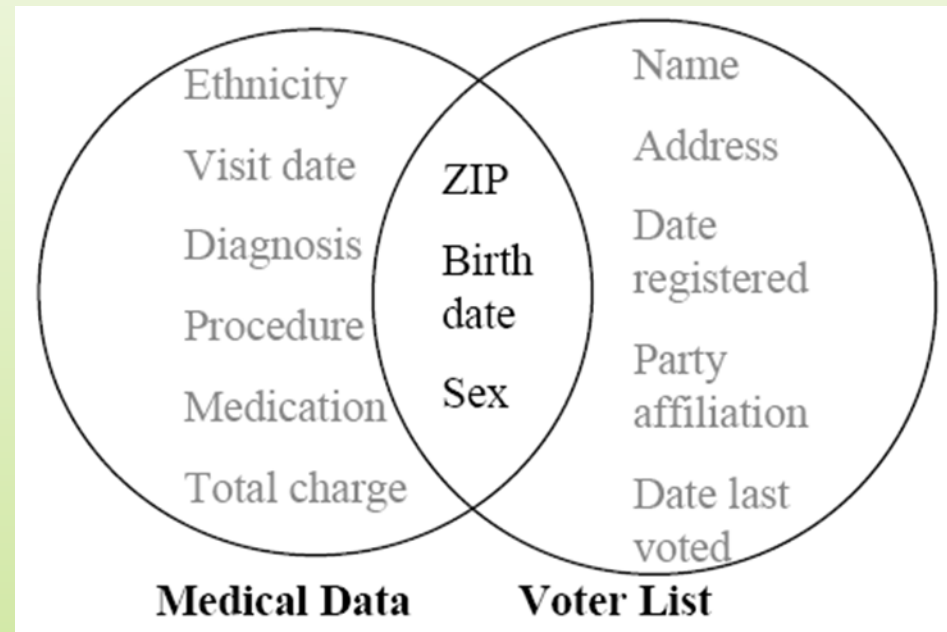 Ethnicity
Visit date
Diagnosis
Procedure
Medication
Total charge
ZIP
Birth
date
Sex
Name
Address
Date
registered
Party
affiliation
Date last
voted
Medical Data
Voter List